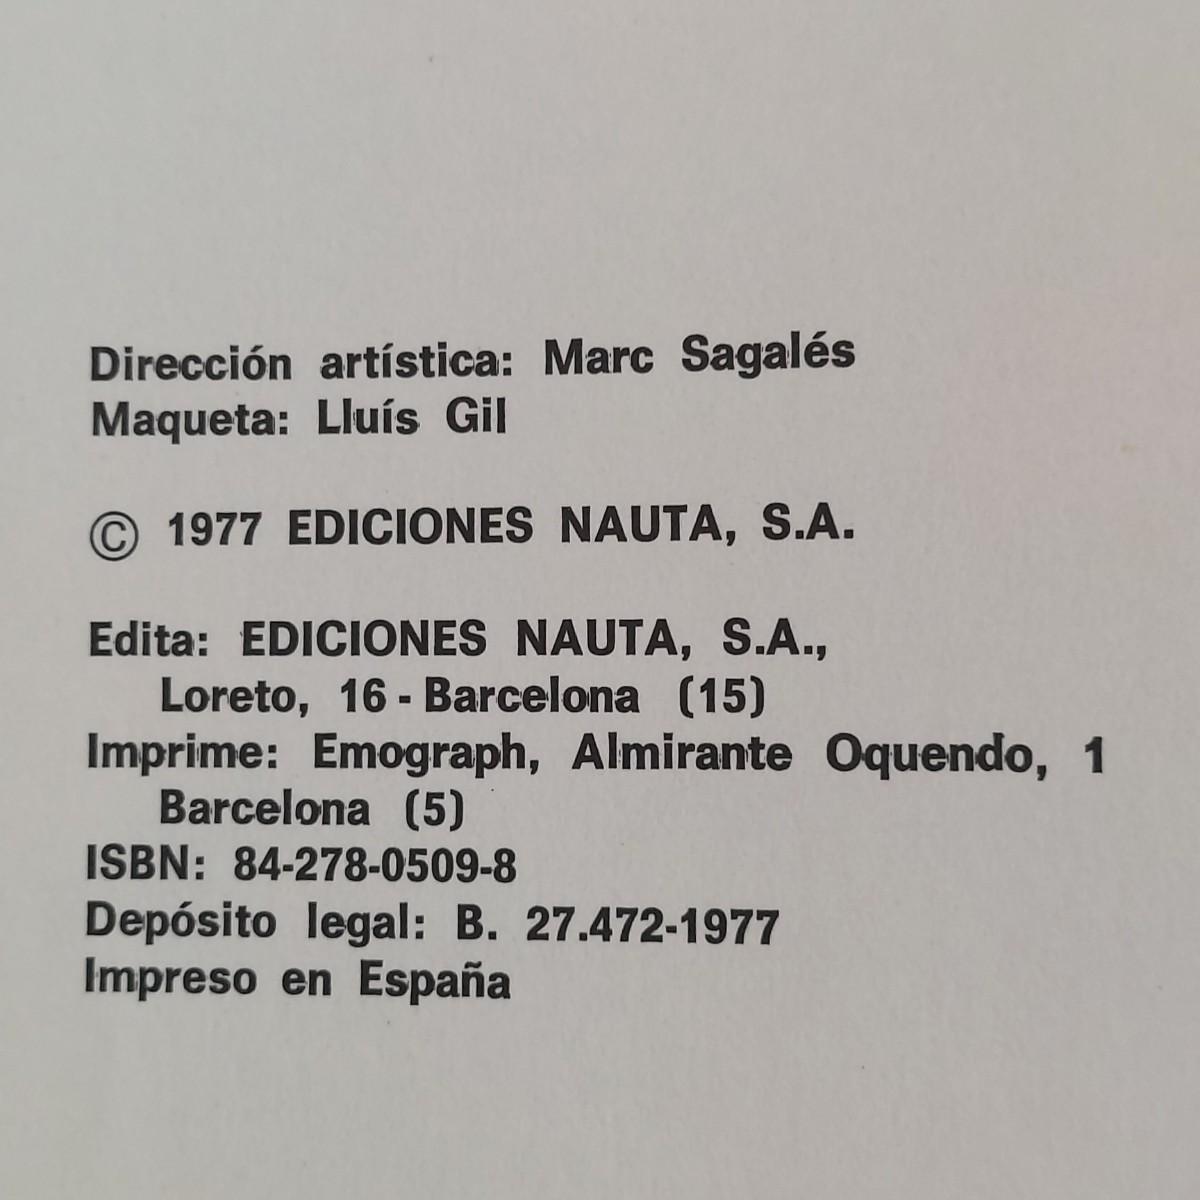 Dirección artística: Marc Sagalés
Maqueta: Lluís Gil
© 1977 EDICIONES NAUTA, S.A.
Edita: EDICIONES NAUTA, S.A.,
Loreto, 16 - Barcelona (15)
Imprime: Emograph, Almirante Oquendo, 1
Barcelona (5)
ISBN: 84-278-0509-8
Depósito legal: B. 27.472-1977
Impreso en España